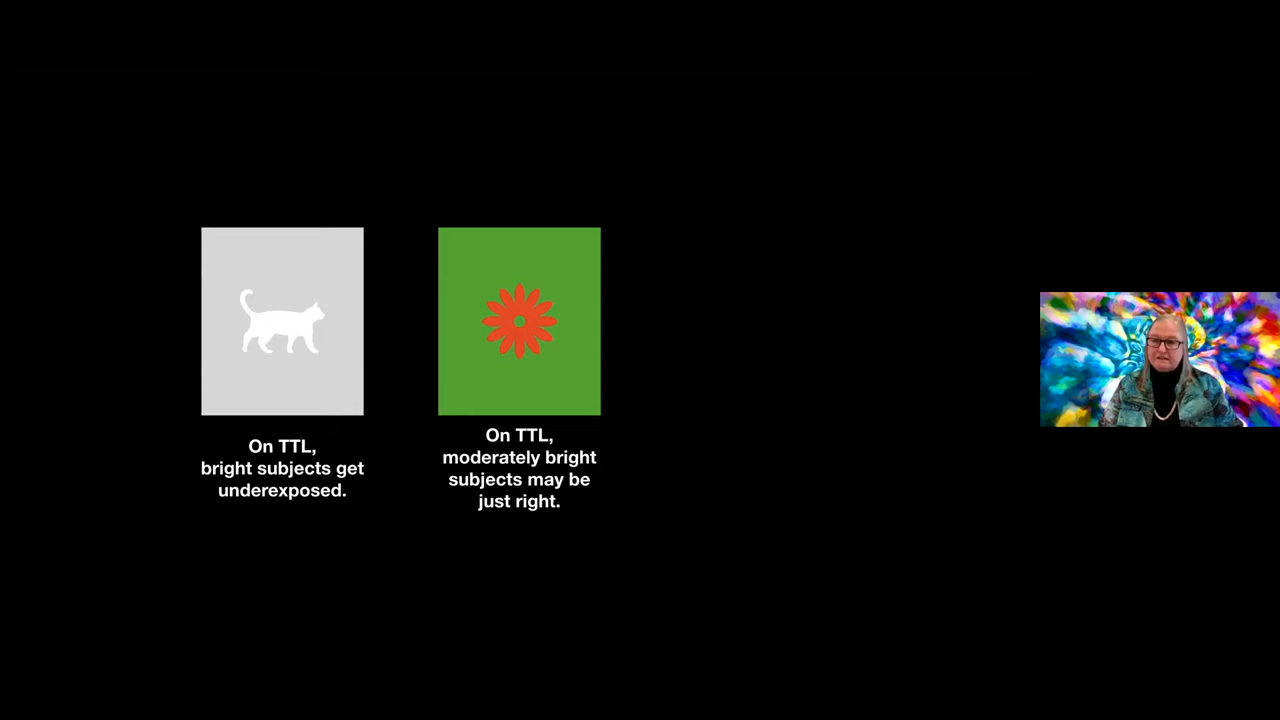 On TTL,
bright subjects get
underexposed.
On TTL,
moderately bright
subjects may be
just right.